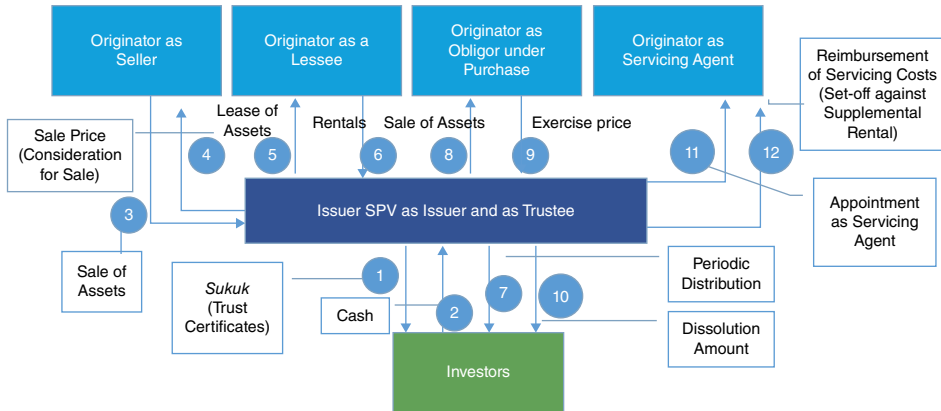 Originator as
Seller
Originator as a
Lessee
Originator as
Obligor under
Purchase
Originator as
Servicing Agent
Reimbursement
of Servicing Costs
(Set-off against
Supplemental
Rental)
Sale Price
(Consideration
for Sale)
Lease of
Assets
Rentals
Sale of Assets
Exercise price
4
5
6
8
9
11
12
Issuer SPV as Issuer and as Trustee
3
Sale of
Assets
Appointment
as Servicing
Agent
Sukuk
(Trust
Certificates)
1
Cash
2
7
10
Periodic
Distribution
Dissolution
Amount
Investors